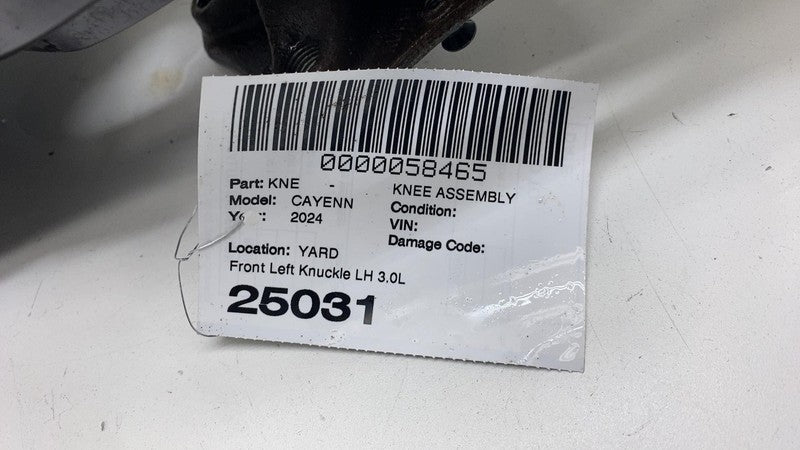 0000058465
Part: KNE - KNEE ASSEMBLY
Model: CAYENN Condition:
2024 VIN:
Damage Code:
Location: YARD
Front Left Knuckle LH 3.0L
25031